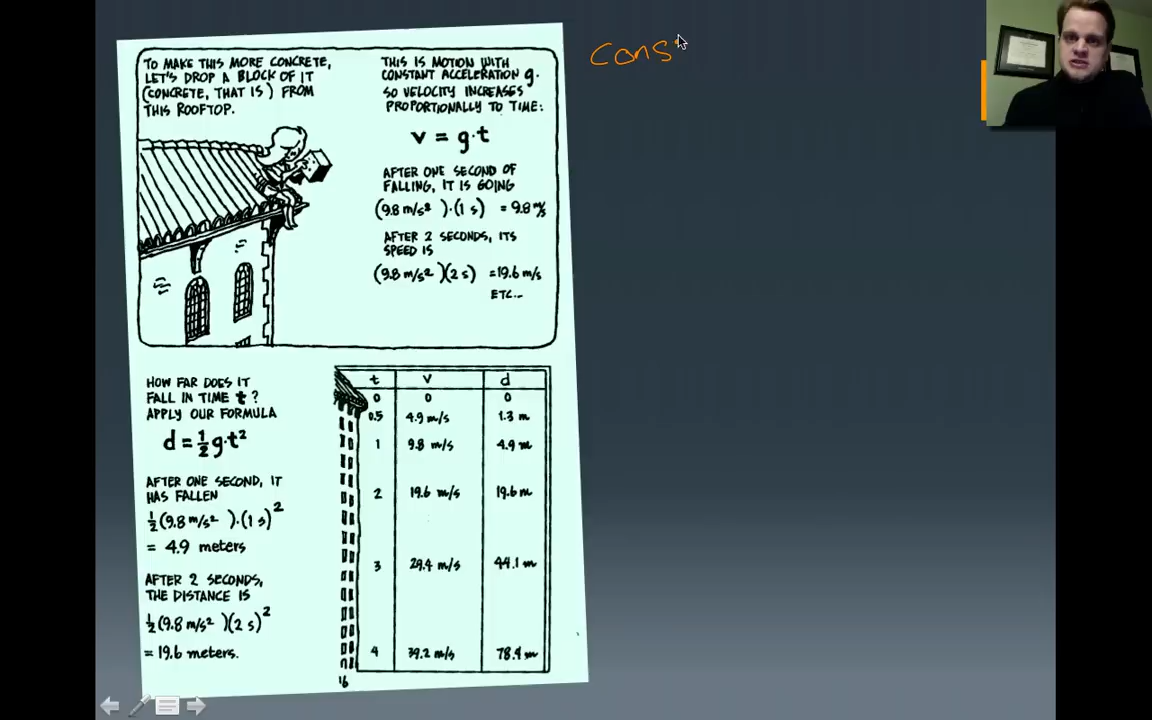 TO MAKE THIS MORE CONCRETE,
LET'S DROP A BLOCK OF IT
(CONCRETE, THAT IS) FROM
THIS ROOFTOP.
THIS IS MOTION WITH
CONSTANT ACCELERATION g.
SO VELOCITY INCREASES
PROPORTIONALLY TO TIME:
v = g·t
AFTER ONE SECOND OF
FALLING, IT IS GOING
(9.8 m/s²)·(1 s) = 9.8 m/s
AFTER 2 SECONDS, ITS
SPEED IS
(9.8 m/s²)(2 s) = 19.6 m/s
ETC...
HOW FAR DOES IT
FALL IN TIME t?
APPLY OUR FORMULA
d = ½g·t²
AFTER ONE SECOND, IT
HAS FALLEN
½(9.8 m/s²)·(1 s)²
= 4.9 meters
AFTER 2 SECONDS,
THE DISTANCE IS
½(9.8 m/s²)(2 s)²
= 19.6 meters.
t v d
0 0 0
0.5 4.9 m/s 1.3 m
1 9.8 m/s 4.9 m
2 19.6 m/s 19.6 m
3 29.4 m/s 44.1 m
4 39.2 m/s 78.4 m
16
Cons